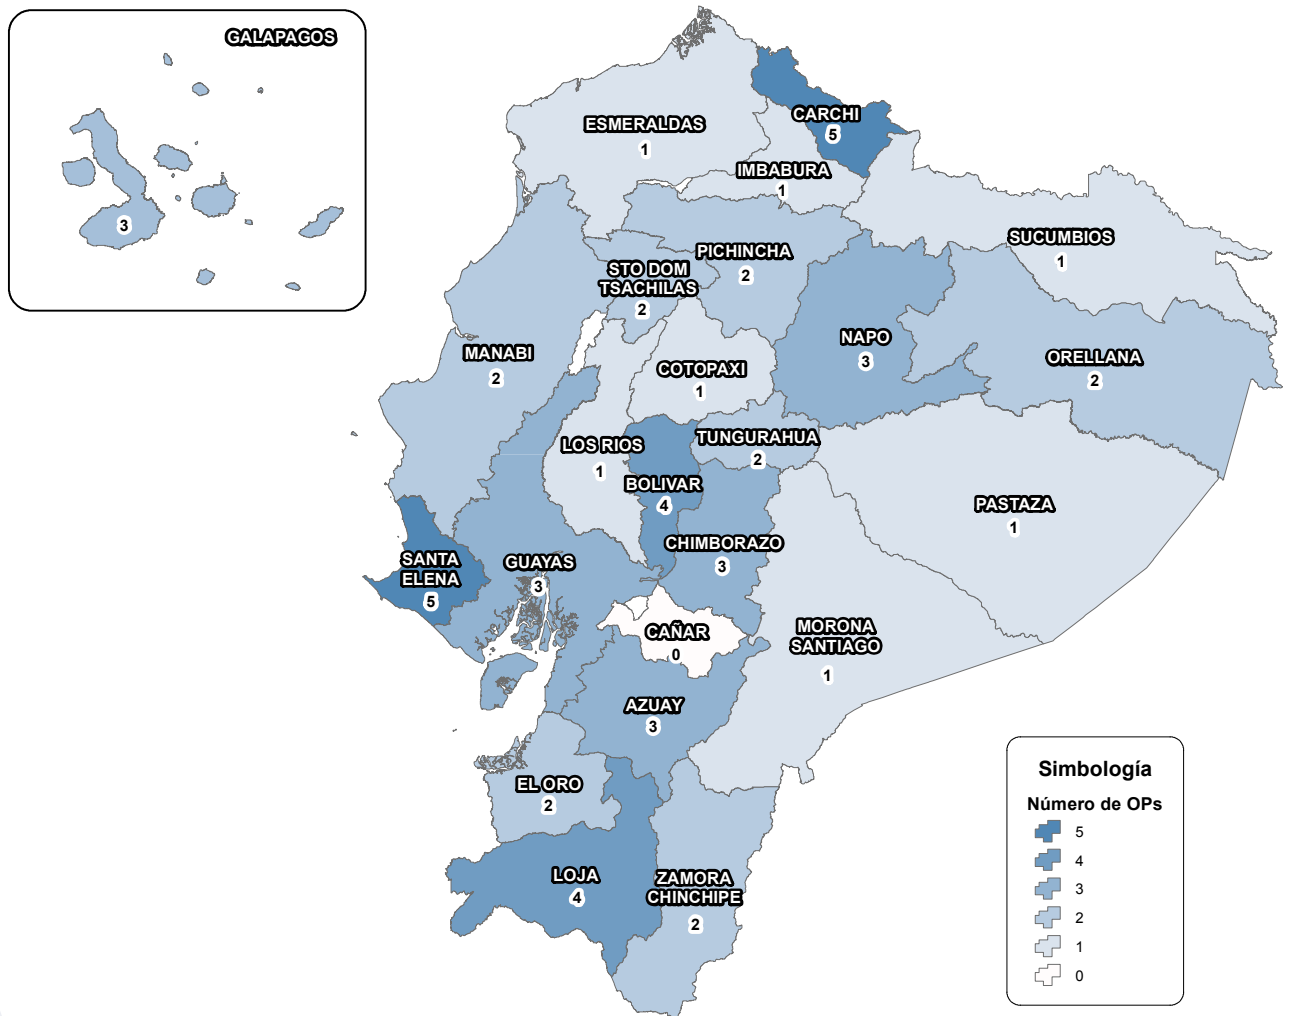 GALAPAGOS
3
CARCHI
5
ESMERALDAS
1
IMBABURA
1
SUCUMBIOS
1
PICHINCHA
2
STO DOM
TSACHILAS
2
NAPO
3
ORELLANA
2
MANABI
2
COTOPAXI
1
TUNGURAHUA
2
LOS RIOS
1
BOLIVAR
4
PASTAZA
1
CHIMBORAZO
3
SANTA
ELENA
5
GUAYAS
3
CAÑAR
0
MORONA
SANTIAGO
1
AZUAY
3
EL ORO
2
LOJA
4
ZAMORA
CHINCHIPE
2
Simbología
Número de OPs
5
4
3
2
1
0